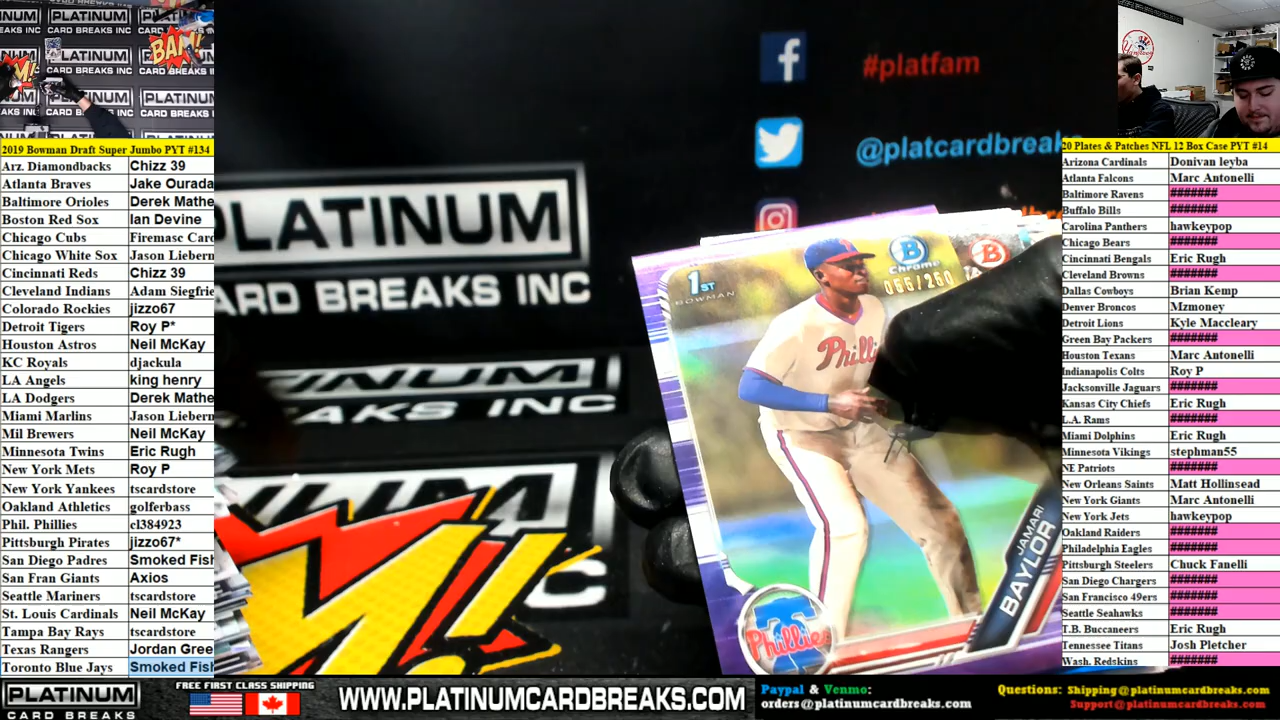 PLATINUM
CARD BREAKS INC
BAM!
#platfam
@platcardbreak
2019 Bowman Draft Super Jumbo PYT #134
Arz. Diamondbacks Chizz 39
Atlanta Braves Jake Ourada
Baltimore Orioles Derek Mathe
Boston Red Sox Ian Devine
Chicago Cubs Firemasc Card
Chicago White Sox Jason Liebern
Cincinnati Reds Chizz 39
Cleveland Indians Adam Siegfrie
Colorado Rockies jizzo67
Detroit Tigers Roy P*
Houston Astros Neil McKay
KC Royals djackula
LA Angels king henry
LA Dodgers Derek Mathe
Miami Marlins Jason Liebern
Mil Brewers Neil McKay
Minnesota Twins Eric Rugh
New York Mets Roy P
New York Yankees tscardstore
Oakland Athletics golferbass
Phil. Phillies cl384923
Pittsburgh Pirates jizzo67*
San Diego Padres Smoked Fish
San Fran Giants Axios
Seattle Mariners tscardstore
St. Louis Cardinals Neil McKay
Tampa Bay Rays tscardstore
Texas Rangers Jordan Gree
Toronto Blue Jays Smoked Fish
LATINUM
ARD BREAKS INC
INUM
EAKS INC
C
1ST
BOWMAN
B
Chrome
B
Philli
JAMARI
BAYLOR
Phillies
20 Plates & Patches NFL 12 Box Case PYT #14
Arizona Cardinals Donivan leyba
Atlanta Falcons Marc Antonelli
Baltimore Ravens #######
Buffalo Bills #######
Carolina Panthers hawkeypop
Chicago Bears #######
Cincinnati Bengals Eric Rugh
Cleveland Browns #######
Dallas Cowboys Brian Kemp
Denver Broncos Mzmoney
Detroit Lions Kyle Maccleary
Green Bay Packers #######
Houston Texans Marc Antonelli
Indianapolis Colts Roy P
Jacksonville Jaguars #######
Kansas City Chiefs Eric Rugh
L.A. Rams #######
Miami Dolphins Eric Rugh
Minnesota Vikings stephman55
NE Patriots #######
New Orleans Saints Matt Hollinsead
New York Giants Marc Antonelli
New York Jets hawkeypop
Oakland Raiders #######
Philadelphia Eagles #######
Pittsburgh Steelers Chuck Fanelli
San Diego Chargers #######
San Francisco 49ers #######
Seattle Seahawks #######
T.B. Buccaneers Eric Rugh
Tennessee Titans Josh Pletcher
Wash. Redskins #######
PLATINUM
CARD BREAKS
FREE FIRST CLASS SHIPPING
WWW.PLATINUMCARDBREAKS.COM
Paypal & Venmo:
orders@platinumcardbreaks.com
Questions: Shipping@platinumcardbreaks.com
Support@platinumcardbreaks.com